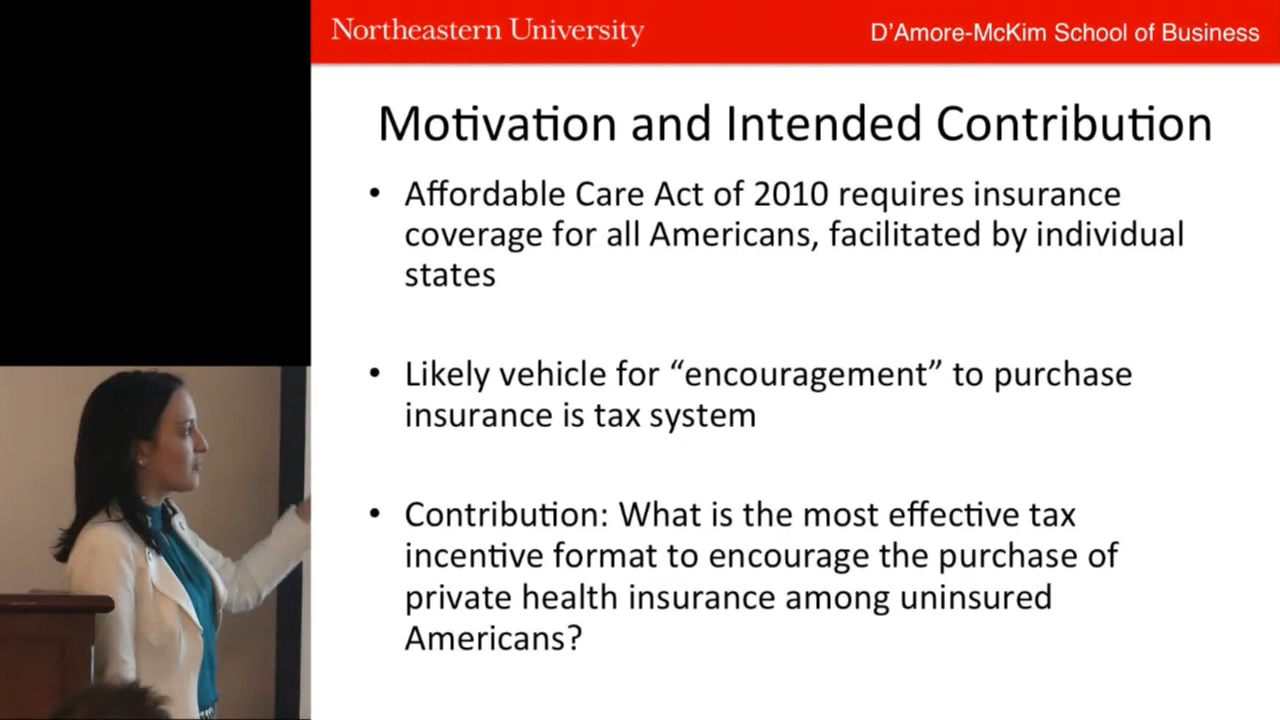 Northeastern University
D'Amore-McKim School of Business
Motivation and Intended Contribution
• Affordable Care Act of 2010 requires insurance
coverage for all Americans, facilitated by individual
states
• Likely vehicle for “encouragement” to purchase
insurance is tax system
• Contribution: What is the most effective tax
incentive format to encourage the purchase of
private health insurance among uninsured
Americans?